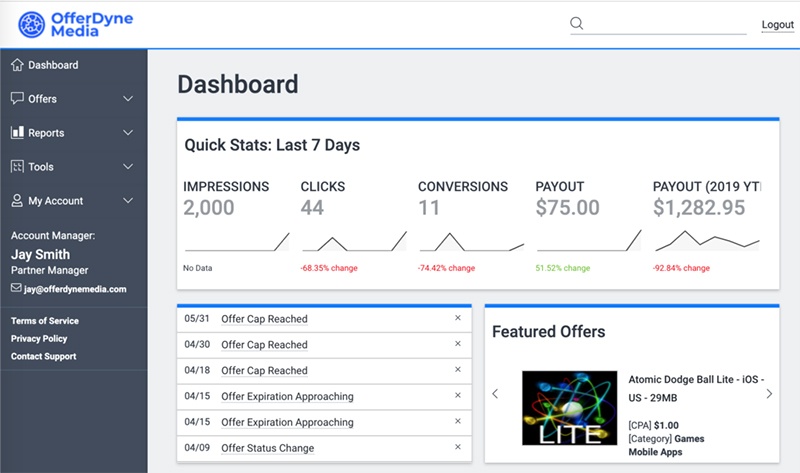 OfferDyne
Media
Logout
Dashboard
Offers
Reports
Tools
My Account
Account Manager:
Jay Smith
Partner Manager
jay@offerdynemedia.com
Terms of Service
Privacy Policy
Contact Support
Dashboard
Quick Stats: Last 7 Days
IMPRESSIONS CLICKS CONVERSIONS PAYOUT PAYOUT (2019 YTD
2,000 44 11 $75.00 $1,282.95
No Data -68.35% change -74.42% change 51.52% change -92.84% change
05/31 Offer Cap Reached ×
04/30 Offer Cap Reached ×
04/18 Offer Cap Reached ×
04/15 Offer Expiration Approaching ×
04/15 Offer Expiration Approaching ×
04/09 Offer Status Change ×
Featured Offers
LITE
Atomic Dodge Ball Lite - iOS -
US - 29MB
[CPA] $1.00
[Category] Games
Mobile Apps